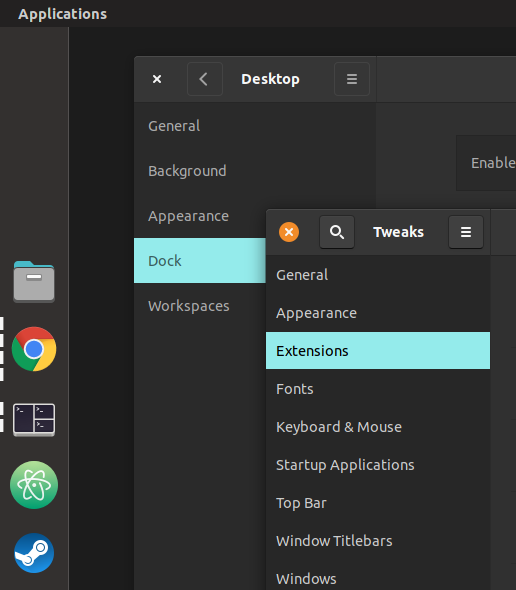 Applications
Desktop
General
Background
Appearance
Dock
Workspaces
Enable
Tweaks
General
Appearance
Extensions
Fonts
Keyboard & Mouse
Startup Applications
Top Bar
Window Titlebars
Windows